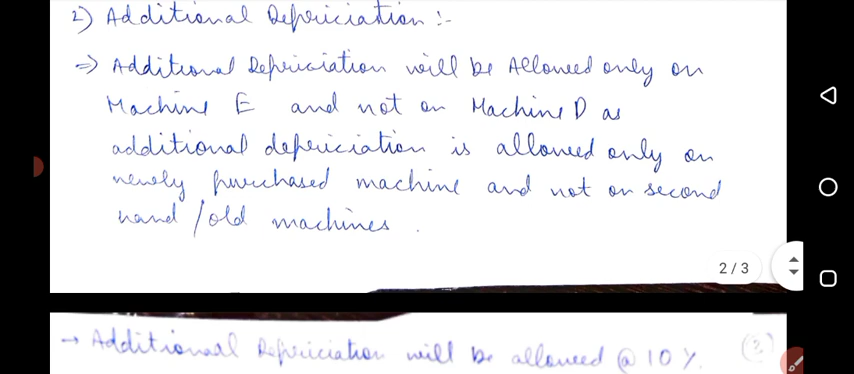 2) Additional Depriciation :-
=> Additional Depriciation will be Allowed only on
Machine E and not on Machine D as
additional depriciation is allowed only on
newly purchased machine and not on second
hand / old machines.
2 / 3
→ Additionaal Depriciation will be allowed @ 10 %. (3)